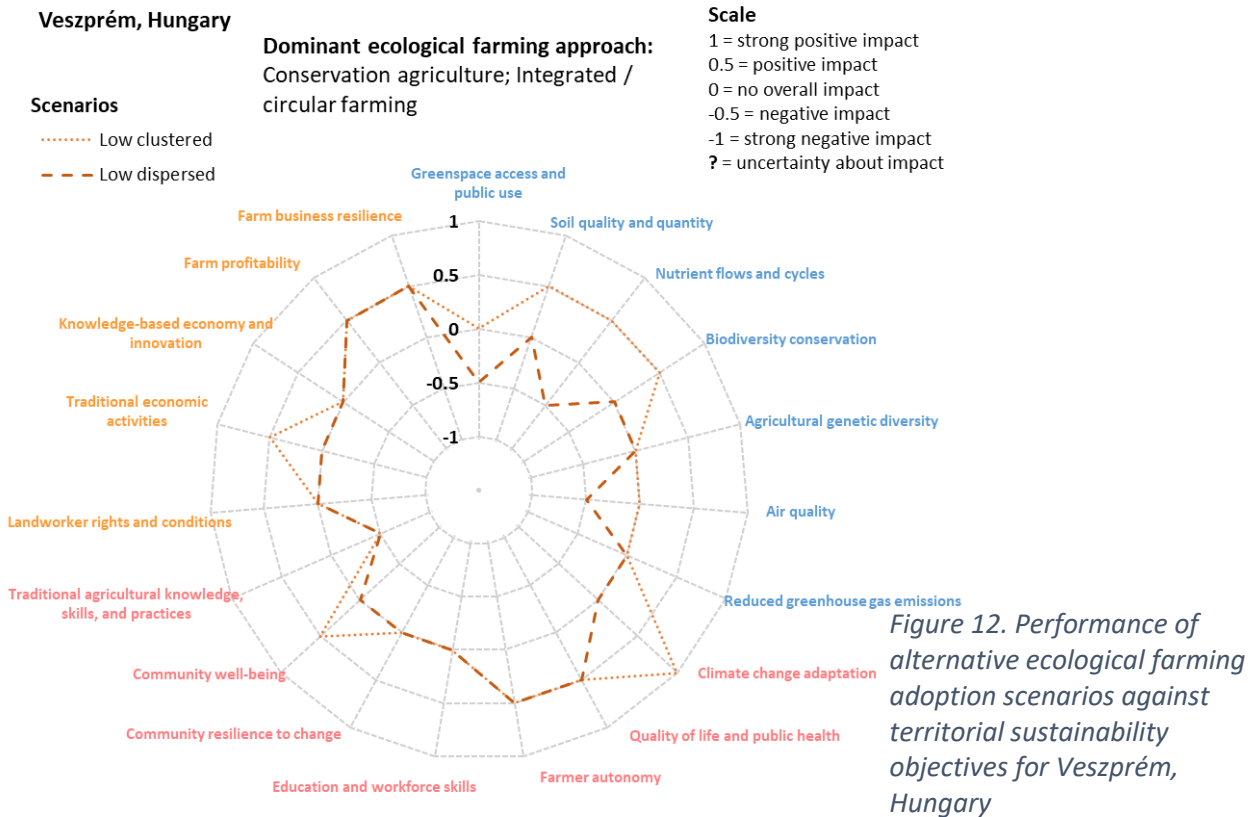 Veszprém, Hungary
Dominant ecological farming approach:
Conservation agriculture; Integrated /
circular farming
Scale
1 = strong positive impact
0.5 = positive impact
0 = no overall impact
-0.5 = negative impact
-1 = strong negative impact
? = uncertainty about impact
Scenarios
Low clustered
Low dispersed
Greenspace access and
public use
Soil quality and quantity
Nutrient flows and cycles
Biodiversity conservation
Agricultural genetic diversity
Air quality
Reduced greenhouse gas emissions
Climate change adaptation
Quality of life and public health
Farmer autonomy
Education and workforce skills
Community resilience to change
Community well-being
Traditional agricultural knowledge,
skills, and practices
Landworker rights and conditions
Traditional economic
activities
Knowledge-based economy and
innovation
Farm profitability
Farm business resilience
1
0.5
0
-0.5
-1
Figure 12. Performance of
alternative ecological farming
adoption scenarios against
territorial sustainability
objectives for Veszprém,
Hungary